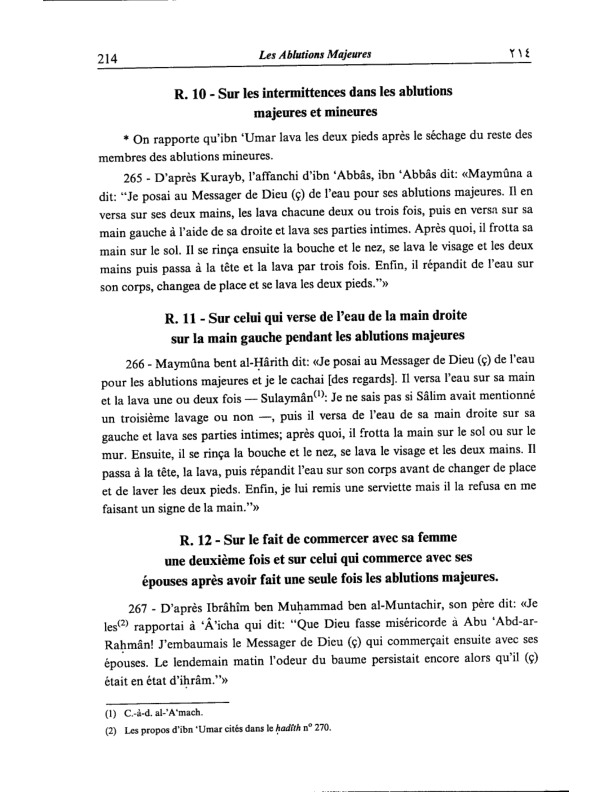 214 Les Ablutions Majeures ٢١٤
R. 10 - Sur les intermittences dans les ablutions
majeures et mineures
* On rapporte qu'ibn ‘Umar lava les deux pieds après le séchage du reste des
membres des ablutions mineures.
265 - D'après Kurayb, l'affanchi d'ibn ‘Abbâs, ibn ‘Abbâs dit: «Maymûna a
dit: “Je posai au Messager de Dieu (ç) de l'eau pour ses ablutions majeures. Il en
versa sur ses deux mains, les lava chacune deux ou trois fois, puis en versa sur sa
main gauche à l'aide de sa droite et lava ses parties intimes. Après quoi, il frotta sa
main sur le sol. Il se rinça ensuite la bouche et le nez, se lava le visage et les deux
mains puis passa à la tête et la lava par trois fois. Enfin, il répandit de l'eau sur
son corps, changea de place et se lava les deux pieds.”»
R. 11 - Sur celui qui verse de l'eau de la main droite
sur la main gauche pendant les ablutions majeures
266 - Maymûna bent al-Ḥârith dit: «Je posai au Messager de Dieu (ç) de l'eau
pour les ablutions majeures et je le cachai [des regards]. Il versa l'eau sur sa main
et la lava une ou deux fois — Sulaymân(1): Je ne sais pas si Sâlim avait mentionné
un troisième lavage ou non —, puis il versa de l'eau de sa main droite sur sa
gauche et lava ses parties intimes; après quoi, il frotta la main sur le sol ou sur le
mur. Ensuite, il se rinça la bouche et le nez, se lava le visage et les deux mains. Il
passa à la tête, la lava, puis répandit l'eau sur son corps avant de changer de place
et de laver les deux pieds. Enfin, je lui remis une serviette mais il la refusa en me
faisant un signe de la main.”»
R. 12 - Sur le fait de commercer avec sa femme
une deuxième fois et sur celui qui commerce avec ses
épouses après avoir fait une seule fois les ablutions majeures.
267 - D'après Ibrâhîm ben Muḥammad ben al-Muntachir, son père dit: «Je
les(2) rapportai à ‘Â'icha qui dit: “Que Dieu fasse miséricorde à Abu ‘Abd-ar-
Raḥmân! J'embaumais le Messager de Dieu (ç) qui commerçait ensuite avec ses
épouses. Le lendemain matin l'odeur du baume persistait encore alors qu'il (ç)
était en état d'iḥrâm.”»
(1) C.-à-d. al-'A‘mach.
(2) Les propos d'ibn ‘Umar cités dans le ḥadîth n° 270.